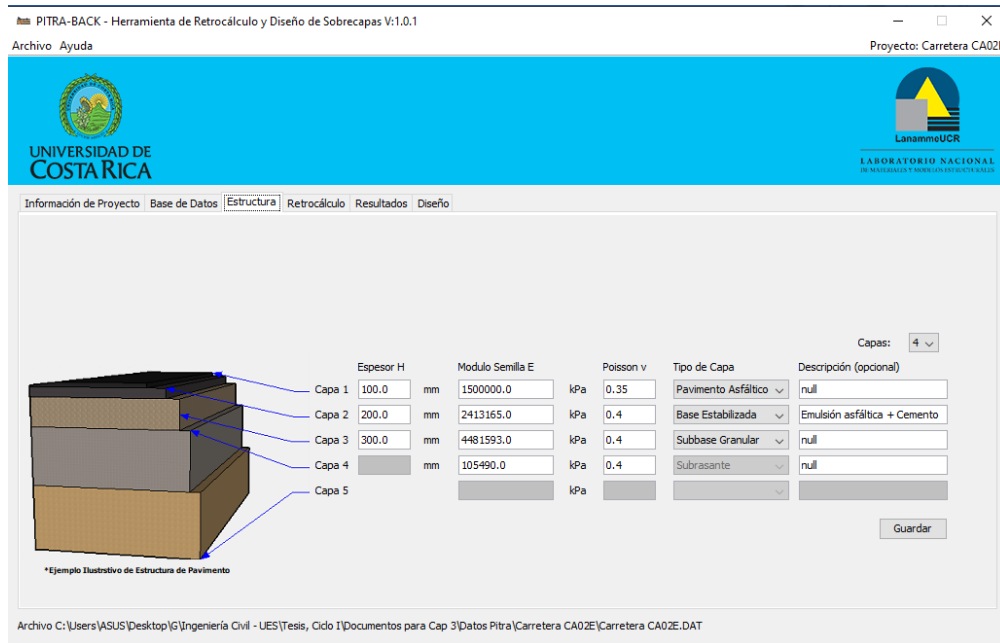 PITRA-BACK - Herramienta de Retrocálculo y Diseño de Sobrecapas V:1.0.1
Archivo Ayuda
Proyecto: Carretera CA02E
UNIVERSIDAD DE
COSTA RICA
LanammeUCR
LABORATORIO NACIONAL
DE MATERIALES Y MODELOS ESTRUCTURALES
Información de Proyecto Base de Datos Estructura Retrocálculo Resultados Diseño
Capas: 4
Espesor H Modulo Semilla E Poisson v Tipo de Capa Descripción (opcional)
Capa 1 100.0 mm 1500000.0 kPa 0.35 Pavimento Asfáltico null
Capa 2 200.0 mm 2413165.0 kPa 0.4 Base Estabilizada Emulsión asfáltica + Cemento
Capa 3 300.0 mm 4481593.0 kPa 0.4 Subbase Granular null
Capa 4 mm 105490.0 kPa 0.4 Subrasante null
Capa 5 kPa
Guardar
*Ejemplo Ilustrstivo de Estructura de Pavimento
Archivo C:\Users\ASUS\Desktop\G\Ingeniería Civil - UES\Tesis, Ciclo I\Documentos para Cap 3\Datos Pitra\Carretera CA02E\Carretera CA02E.DAT